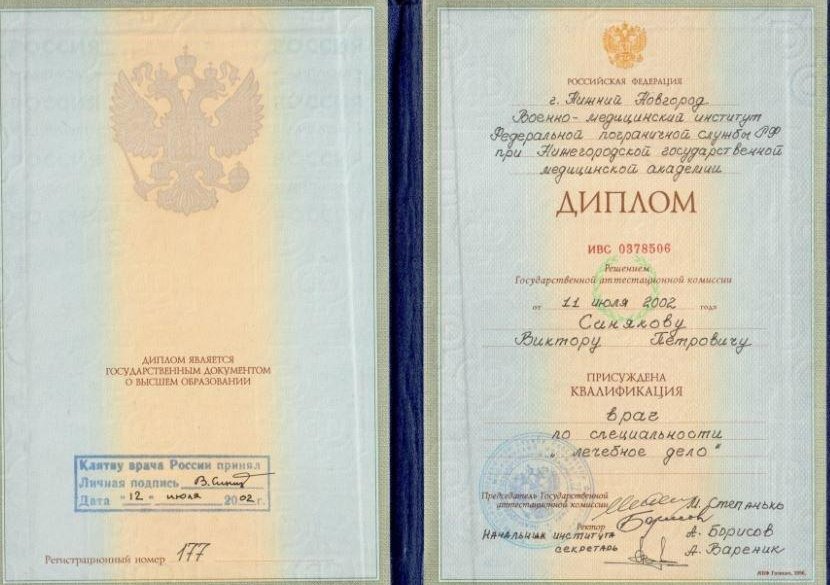 ДИПЛОМ ЯВЛЯЕТСЯ
ГОСУДАРСТВЕННЫМ ДОКУМЕНТОМ
О ВЫСШЕМ ОБРАЗОВАНИИ
Клятву врача России принял
Личная подпись
Дата "12" июля 2002 г.
Регистрационный номер 177
РОССИЙСКАЯ ФЕДЕРАЦИЯ
г. Нижний Новгород
Военно-медицинский институт
Федеральной пограничной службы РФ
при Нижегородской государственной
медицинской академии
ДИПЛОМ
ИВС 0378506
Решением
Государственной аттестационной комиссии
от 11 июля 2002 года
Синякову
Виктору Петровичу
ПРИСУЖДЕНА
КВАЛИФИКАЦИЯ
врач
по специальности
„лечебное дело"
Председатель Государственной
аттестационной комиссии И. Степанько
Ректор
Начальник института А. Борисов
секретарь А. Вареник